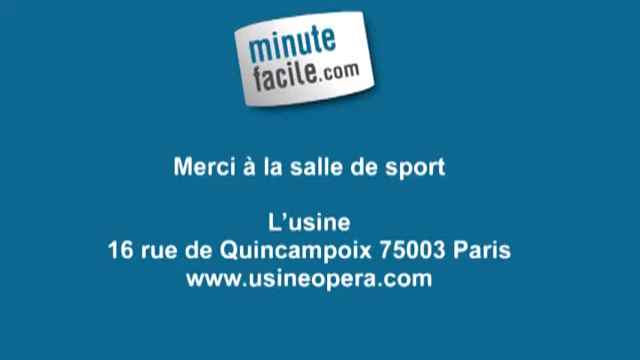 minute
facile.com
Merci à la salle de sport
L'usine
16 rue de Quincampoix 75003 Paris
www.usineopera.com